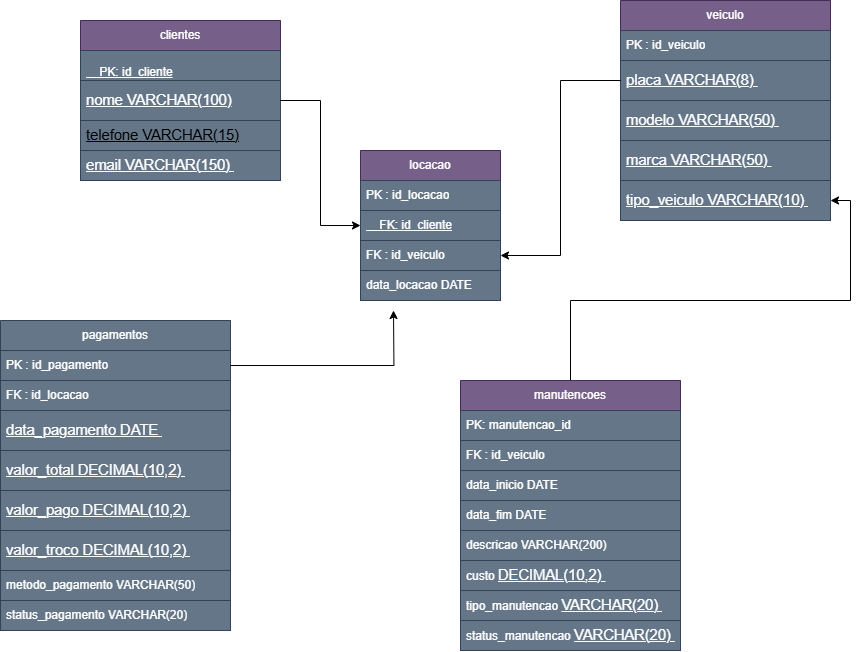 clientes
PK: id_cliente
nome VARCHAR(100)
telefone VARCHAR(15)
email VARCHAR(150)
veiculo
PK : id_veiculo
placa VARCHAR(8)
modelo VARCHAR(50)
marca VARCHAR(50)
tipo_veiculo VARCHAR(10)
locacao
PK : id_locacao
FK: id_cliente
FK : id_veiculo
data_locacao DATE
pagamentos
PK : id_pagamento
FK : id_locacao
data_pagamento DATE
valor_total DECIMAL(10,2)
valor_pago DECIMAL(10,2)
valor_troco DECIMAL(10,2)
metodo_pagamento VARCHAR(50)
status_pagamento VARCHAR(20)
manutencoes
PK: manutencao_id
FK : id_veiculo
data_inicio DATE
data_fim DATE
descricao VARCHAR(200)
custo DECIMAL(10,2)
tipo_manutencao VARCHAR(20)
status_manutencao VARCHAR(20)